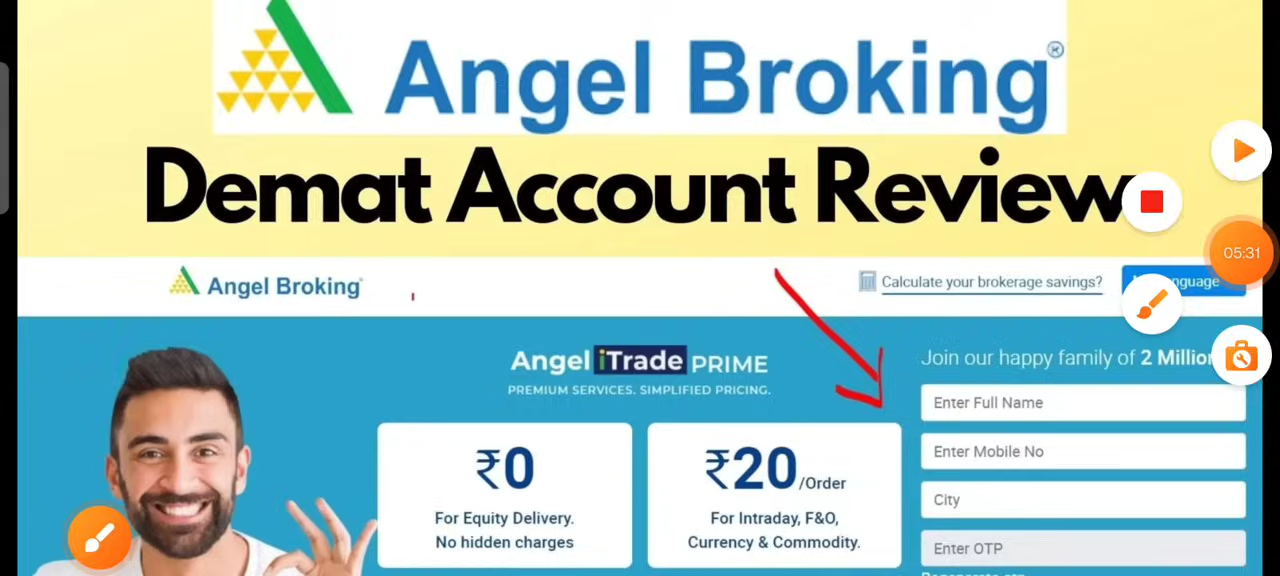 Angel Broking®
Demat Account Review
05:31
Angel Broking
Calculate your brokerage savings?
Angel iTrade PRIME
PREMIUM SERVICES. SIMPLIFIED PRICING.
Join our happy family of 2 Million
Enter Full Name
₹0
₹20/Order
Enter Mobile No
For Equity Delivery.
No hidden charges
For Intraday, F&O,
Currency & Commodity.
City
Enter OTP